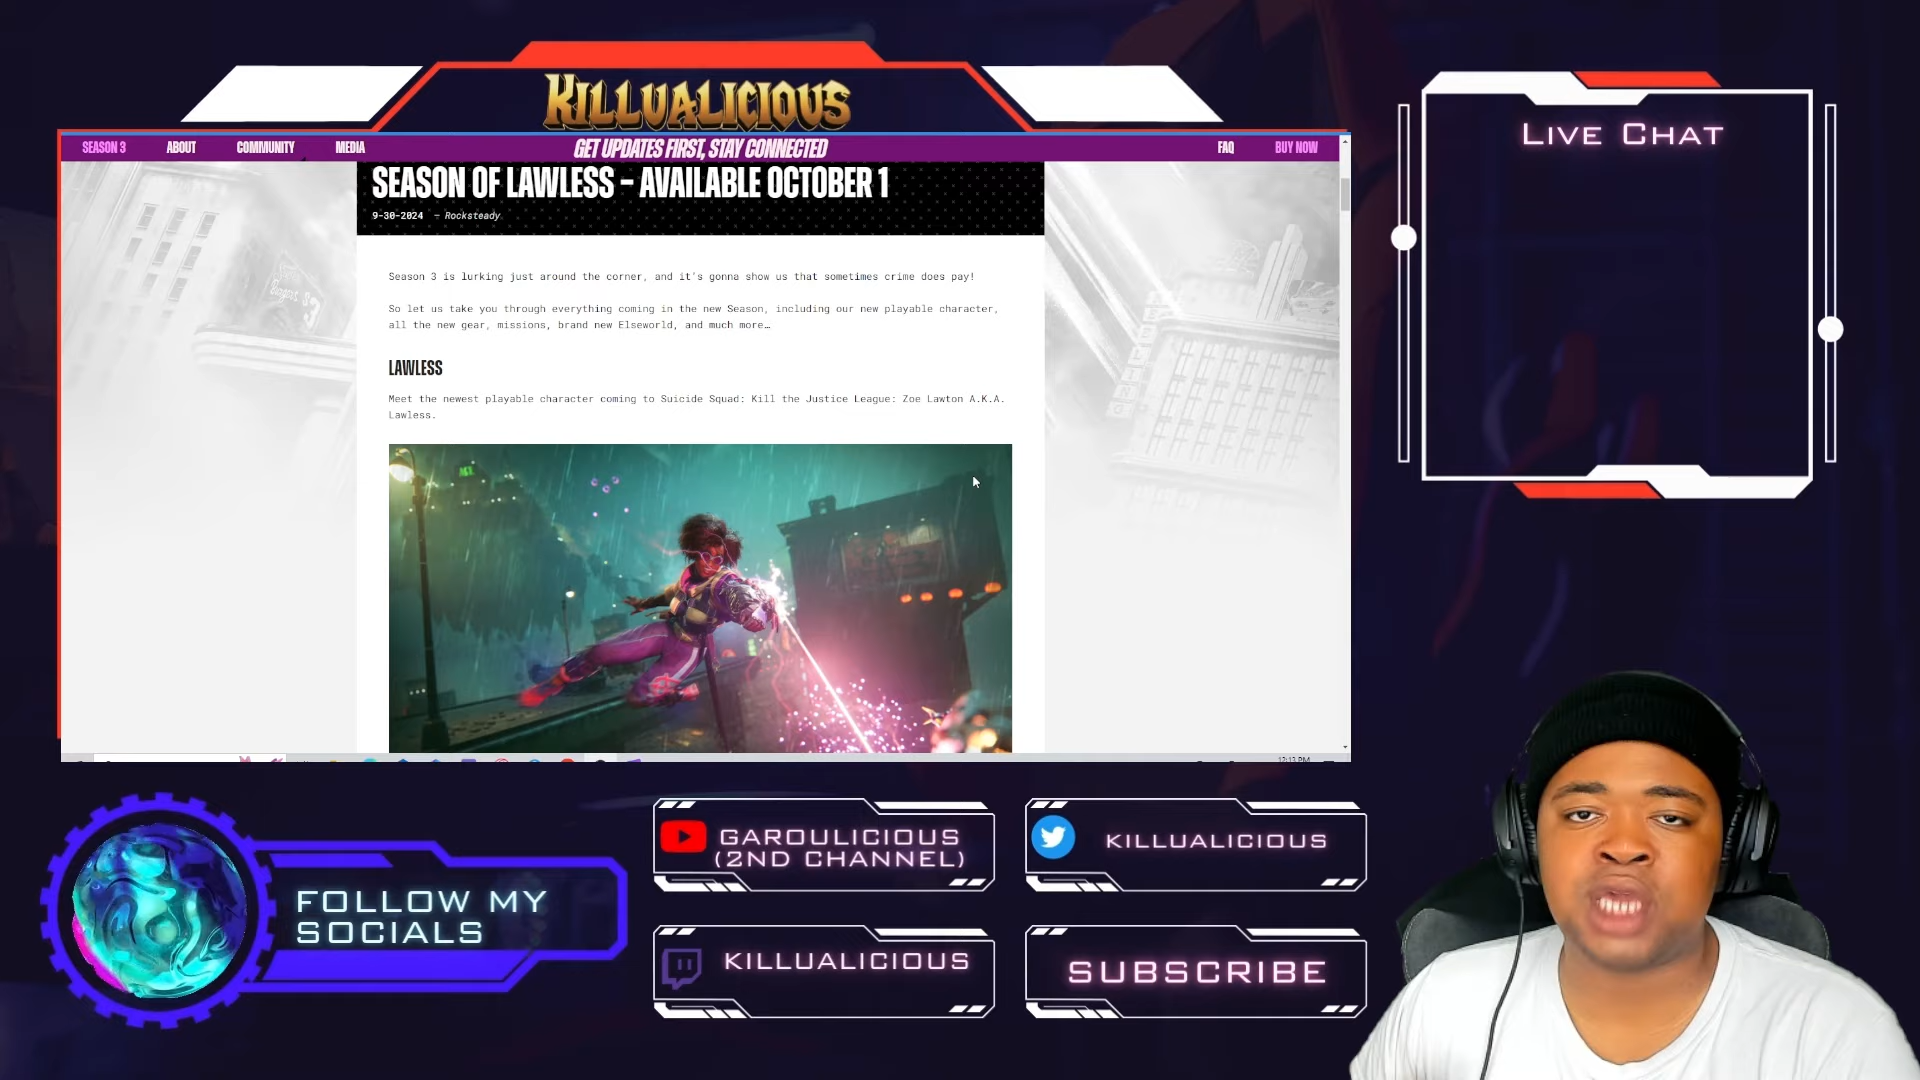 KILLUALICIOUS
SEASON 3 ABOUT COMMUNITY MEDIA GET UPDATES FIRST, STAY CONNECTED FAQ BUY NOW
SEASON OF LAWLESS - AVAILABLE OCTOBER 1
9-30-2024 – Rocksteady
Season 3 is lurking just around the corner, and it's gonna show us that sometimes crime does pay!
So let us take you through everything coming in the new Season, including our new playable character,
all the new gear, missions, brand new Elseworld, and much more…
LAWLESS
Meet the newest playable character coming to Suicide Squad: Kill the Justice League: Zoe Lawton A.K.A.
Lawless.
12:13 PM
LIVE CHAT
FOLLOW MY
SOCIALS
GAROULICIOUS
(2ND CHANNEL)
KILLUALICIOUS
KILLUALICIOUS
SUBSCRIBE